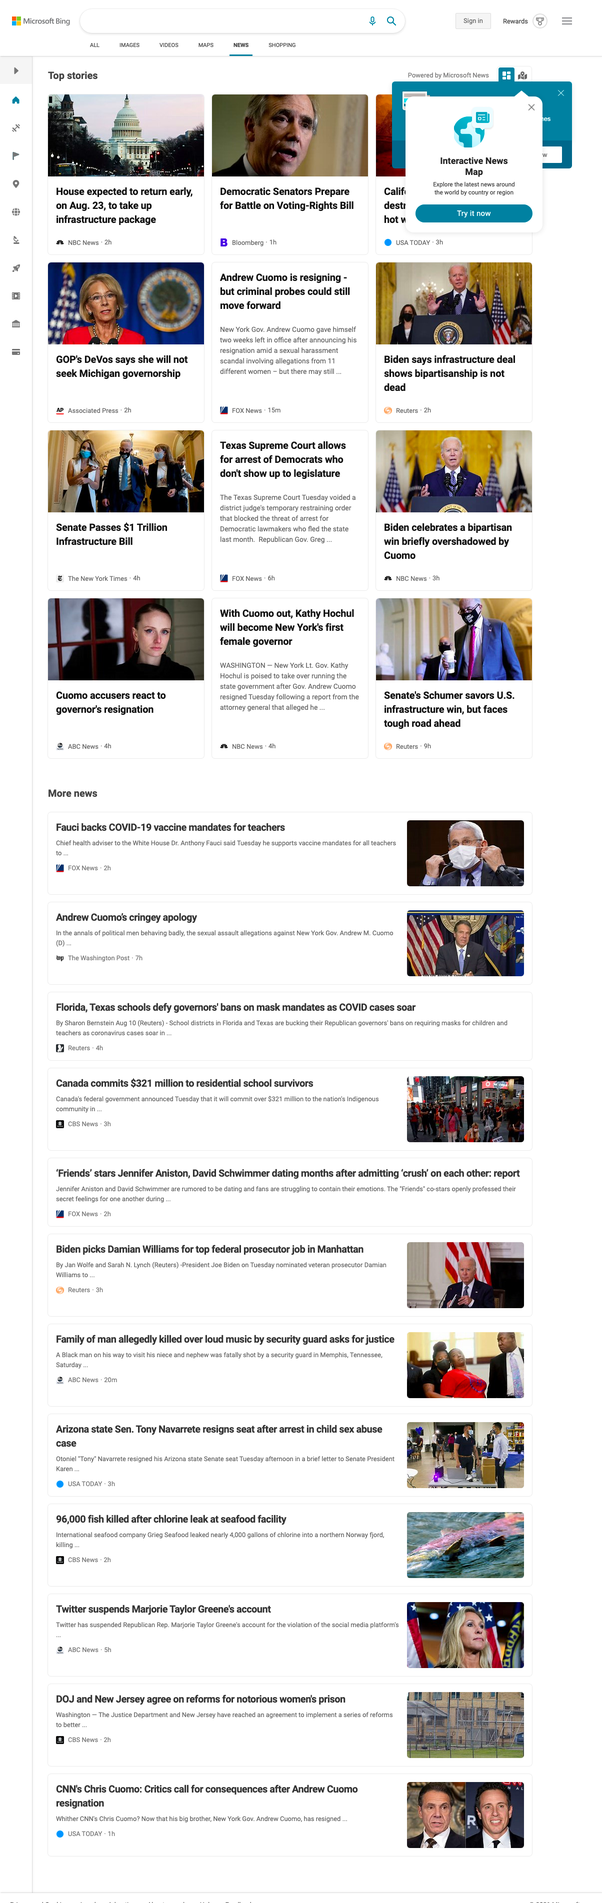 Microsoft Bing
Sign in
Rewards
ALL
IMAGES
VIDEOS
MAPS
NEWS
SHOPPING
Top stories
Powered by Microsoft News
House expected to return early,
on Aug. 23, to take up
infrastructure package
NBC News · 2h
Democratic Senators Prepare
for Battle on Voting-Rights Bill
Bloomberg · 1h
Calif
destr
hot w
USA TODAY · 3h
Interactive News
Map
Explore the latest news around
the world by country or region
Try it now
GOP's DeVos says she will not
seek Michigan governorship
AP
Associated Press · 2h
Andrew Cuomo is resigning -
but criminal probes could still
move forward
New York Gov. Andrew Cuomo gave himself
two weeks left in office after announcing his
resignation amid a sexual harassment
scandal involving allegations from 11
different women – but there may still ...
FOX News · 15m
Biden says infrastructure deal
shows bipartisanship is not
dead
Reuters · 2h
Senate Passes $1 Trillion
Infrastructure Bill
The New York Times · 4h
Texas Supreme Court allows
for arrest of Democrats who
don't show up to legislature
The Texas Supreme Court Tuesday voided a
district judge's temporary restraining order
that blocked the threat of arrest for
Democratic lawmakers who fled the state
last month. Republican Gov. Greg ...
FOX News · 6h
Biden celebrates a bipartisan
win briefly overshadowed by
Cuomo
NBC News · 3h
Cuomo accusers react to
governor's resignation
ABC News · 4h
With Cuomo out, Kathy Hochul
will become New York's first
female governor
WASHINGTON — New York Lt. Gov. Kathy
Hochul is poised to take over running the
state government after Gov. Andrew Cuomo
resigned Tuesday following a report from the
attorney general that alleged he ...
NBC News · 4h
Senate's Schumer savors U.S.
infrastructure win, but faces
tough road ahead
Reuters · 9h
More news
Fauci backs COVID-19 vaccine mandates for teachers
Chief health adviser to the White House Dr. Anthony Fauci said Tuesday he supports vaccine mandates for all teachers
to ...
FOX News · 2h
Andrew Cuomo's cringey apology
In the annals of political men behaving badly, the sexual assault allegations against New York Gov. Andrew M. Cuomo
(D) ...
wp
The Washington Post · 7h
Florida, Texas schools defy governors' bans on mask mandates as COVID cases soar
By Sharon Bernstein Aug 10 (Reuters) - School districts in Florida and Texas are bucking their Republican governors' bans on requiring masks for children and
teachers as coronavirus cases soar in ...
Reuters · 4h
Canada commits $321 million to residential school survivors
Canada's federal government announced Tuesday that it will commit over $321 million to the nation's Indigenous
community in ...
CBS News · 3h
'Friends' stars Jennifer Aniston, David Schwimmer dating months after admitting 'crush' on each other: report
Jennifer Aniston and David Schwimmer are rumored to be dating and fans are struggling to contain their emotions. The "Friends" co-stars openly professed their
secret feelings for one another during ...
FOX News · 2h
Biden picks Damian Williams for top federal prosecutor job in Manhattan
By Jan Wolfe and Sarah N. Lynch (Reuters) -President Joe Biden on Tuesday nominated veteran prosecutor Damian
Williams to ...
Reuters · 3h
Family of man allegedly killed over loud music by security guard asks for justice
A Black man on his way to visit his niece and nephew was fatally shot by a security guard in Memphis, Tennessee,
Saturday ...
ABC News · 20m
Arizona state Sen. Tony Navarrete resigns seat after arrest in child sex abuse
case
Otoniel "Tony" Navarrete resigned his Arizona state Senate seat Tuesday afternoon in a brief letter to Senate President
Karen ...
USA TODAY · 3h
96,000 fish killed after chlorine leak at seafood facility
International seafood company Grieg Seafood leaked nearly 4,000 gallons of chlorine into a northern Norway fjord,
killing ...
CBS News · 2h
Twitter suspends Marjorie Taylor Greene's account
Twitter has suspended Republican Rep. Marjorie Taylor Greene's account for the violation of the social media platform's
...
ABC News · 5h
DOJ and New Jersey agree on reforms for notorious women's prison
Washington — The Justice Department and New Jersey have reached an agreement to implement a series of reforms
to better ...
CBS News · 2h
CNN's Chris Cuomo: Critics call for consequences after Andrew Cuomo
resignation
Whither CNN's Chris Cuomo? Now that his big brother, New York Gov. Andrew Cuomo, has resigned ...
USA TODAY · 1h